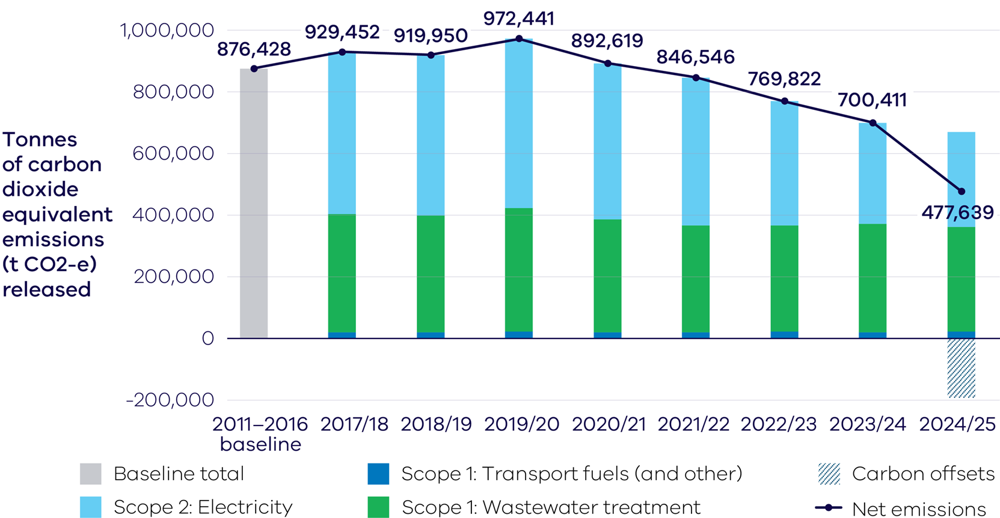 972,441
1,000,000
929,452
919,950
876,428
892,619
846,546
769,822
800,000
700,411
Tonnes
of carbon
dioxide
equivalent
emissions
(t CO2-e)
released
600,000
400,000
477,639
200,000
0
-200,000
2011–2016
baseline
2017/18
2018/19
2019/20
2020/21
2021/22
2022/23
2023/24
2024/25
Baseline total
Scope 1: Transport fuels (and other)
Carbon offsets
Scope 2: Electricity
Scope 1: Wastewater treatment
Net emissions